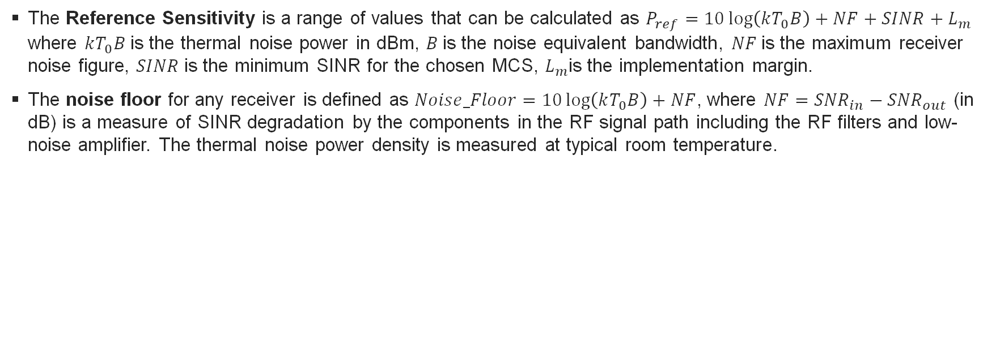 ▪ The Reference Sensitivity is a range of values that can be calculated as P_ref = 10 log(kT₀B) + NF + SINR + L_m
where kT₀B is the thermal noise power in dBm, B is the noise equivalent bandwidth, NF is the maximum receiver
noise figure, SINR is the minimum SINR for the chosen MCS, L_m is the implementation margin.
▪ The noise floor for any receiver is defined as Noise_Floor = 10 log(kT₀B) + NF, where NF = SNR_in − SNR_out (in
dB) is a measure of SINR degradation by the components in the RF signal path including the RF filters and low-
noise amplifier. The thermal noise power density is measured at typical room temperature.